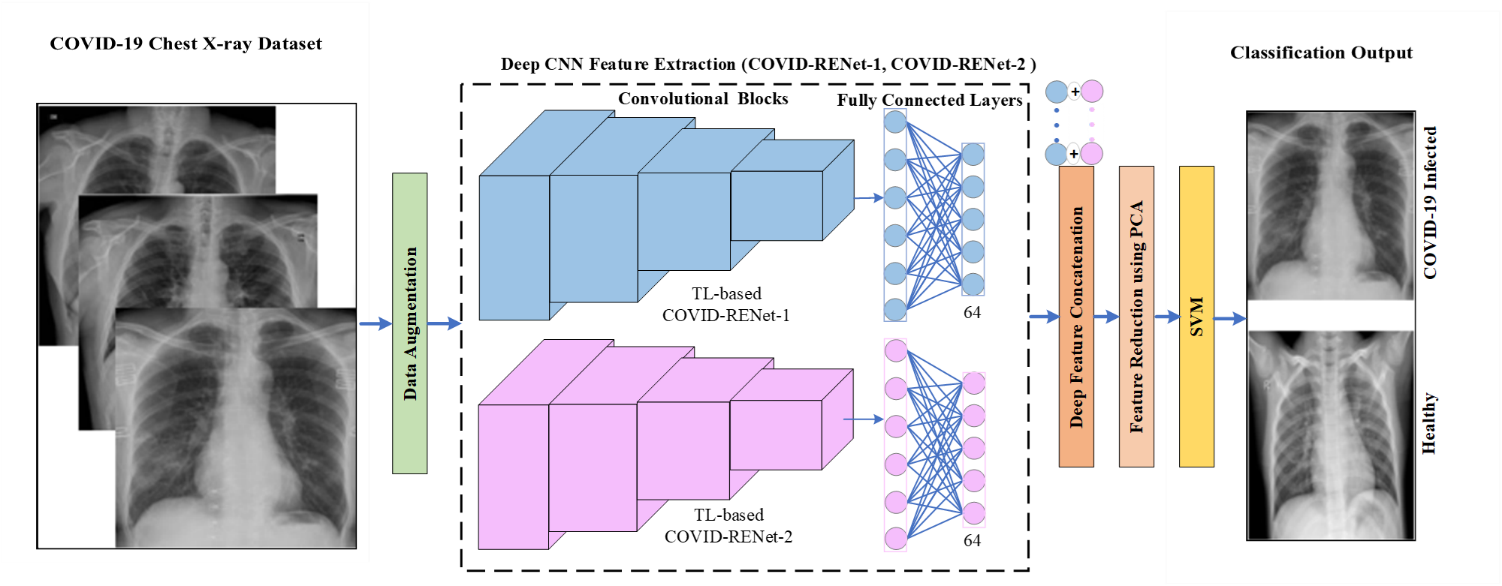 COVID-19 Chest X-ray Dataset
Data Augmentation
Deep CNN Feature Extraction (COVID-RENet-1, COVID-RENet-2 )
Convolutional Blocks
Fully Connected Layers
TL-based
COVID-RENet-1
64
TL-based
COVID-RENet-2
64
+
+
Deep Feature Concatenation
Feature Reduction using PCA
SVM
Classification Output
COVID-19 Infected
Healthy